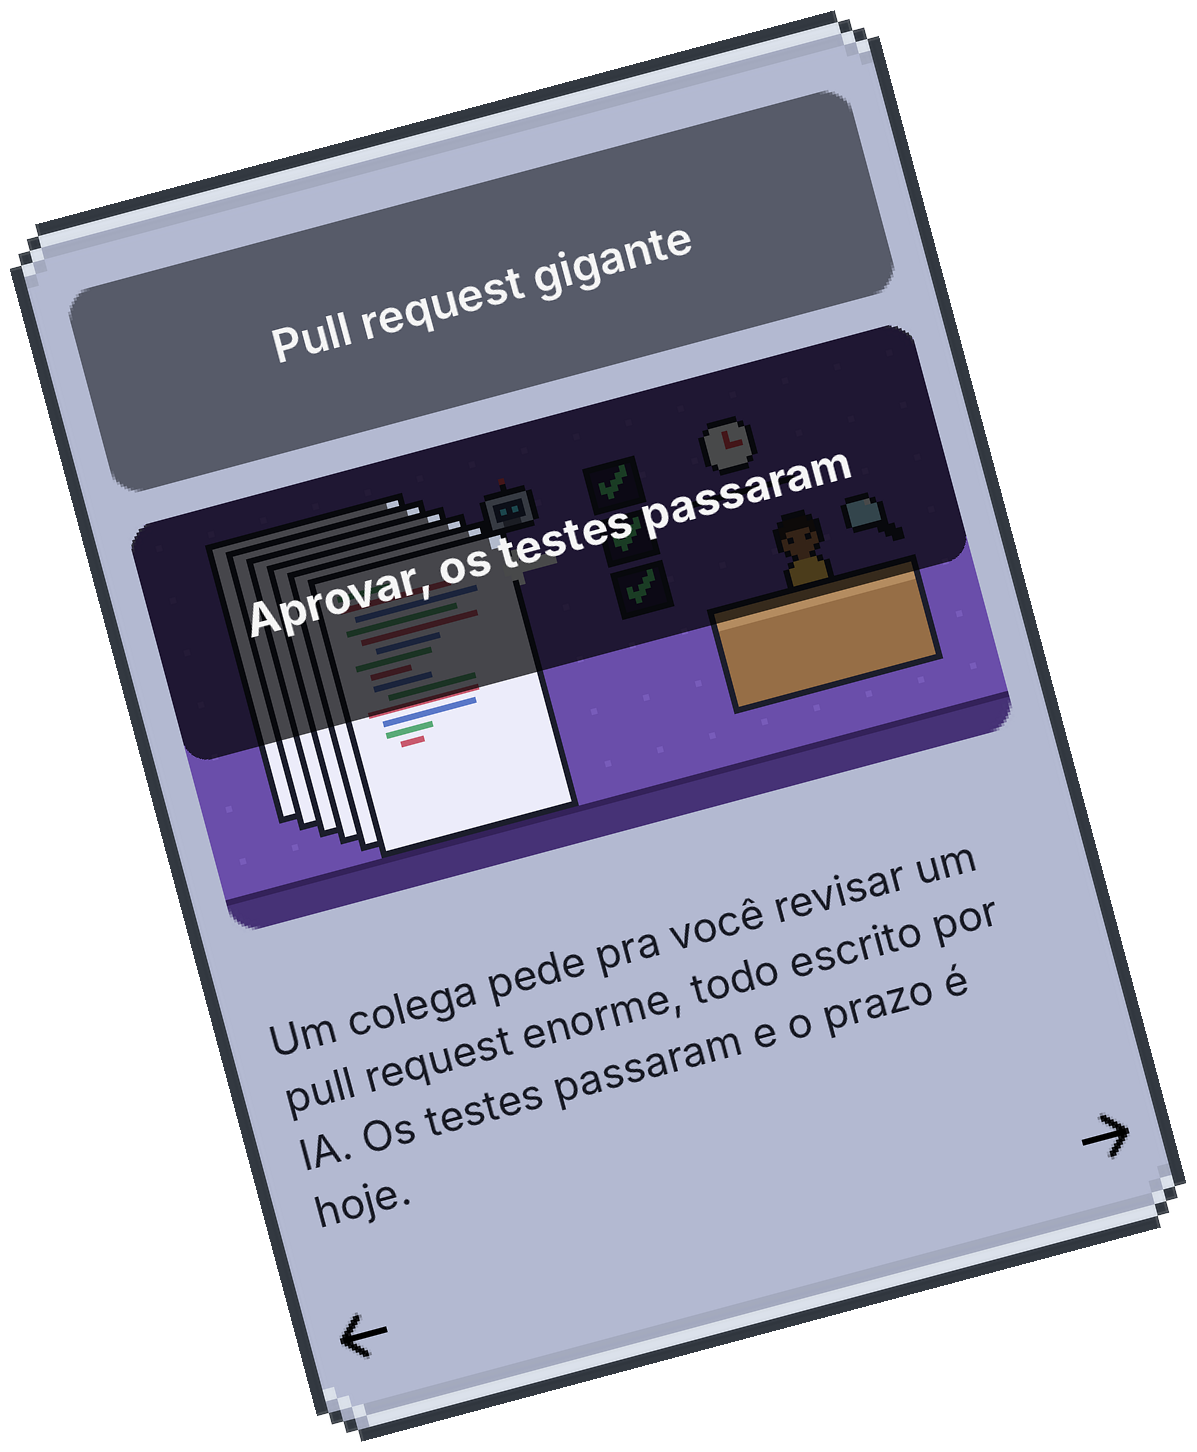 Pull request gigante
Aprovar, os testes passaram
Um colega pede pra você revisar um
pull request enorme, todo escrito por
IA. Os testes passaram e o prazo é
hoje.